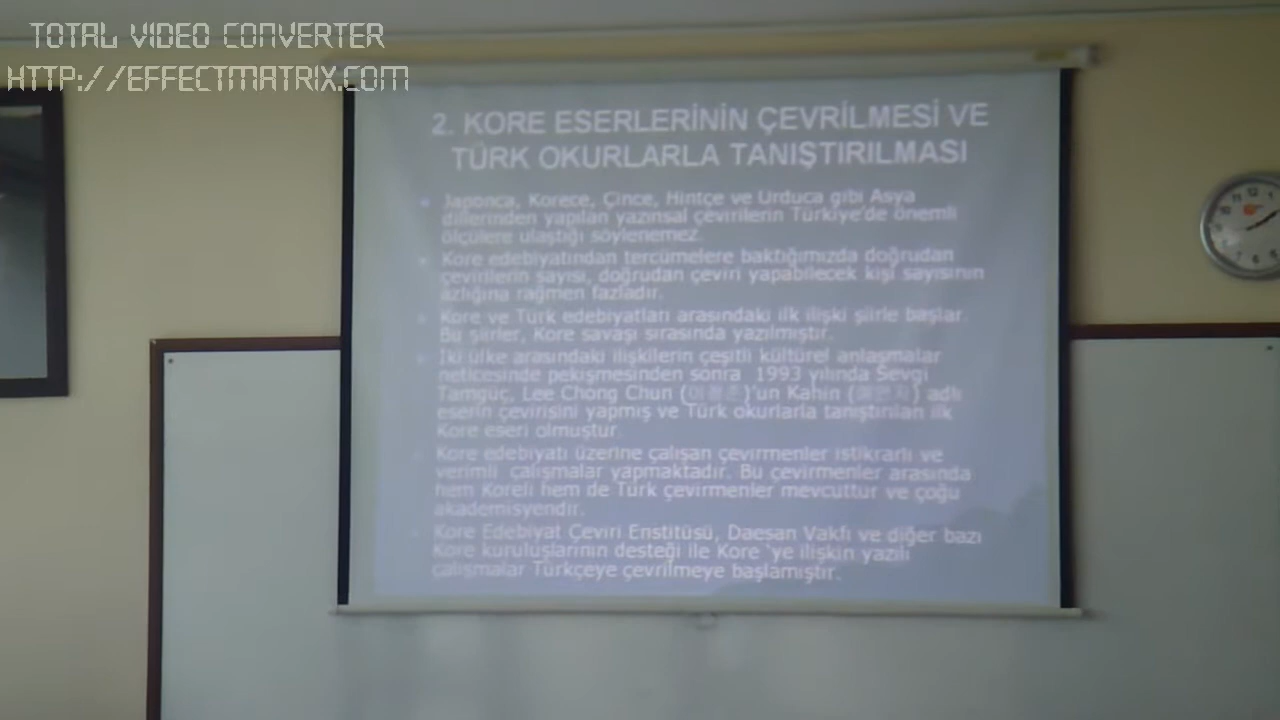 TOTAL VIDEO CONVERTER
HTTP://EFFECTMATRIX.COM
2. KORE ESERLERİNİN ÇEVRİLMESİ VE
TÜRK OKURLARLA TANIŞTIRILMASI
Japonca, Korece, Çince, Hintçe ve Urduca gibi Asya
dillerinden yapılan yazınsal çevirilerin Türkiye'de önemli
ölçülere ulaştığı söylenemez.
Kore edebiyatından tercümelere baktığımızda doğrudan
çevirilerin sayısı, doğrudan çeviri yapabilecek kişi sayısının
azlığına rağmen fazladır.
Kore ve Türk edebiyatları arasındaki ilk ilişki şiirle başlar.
Bu şiirler, Kore savaşı sırasında yazılmıştır.
İki ülke arasındaki ilişkilerin çeşitli kültürel anlaşmalar
neticesinde pekişmesinden sonra 1993 yılında Sevgi
Tamgüç, Lee Chong Chun ()'un Kahin () adlı
eserin çevirisini yapmış ve Türk okurlarla tanıştırılan ilk
Kore eseri olmuştur.
Kore edebiyatı üzerine çalışan çevirmenler istikrarlı ve
verimli çalışmalar yapmaktadır. Bu çevirmenler arasında
hem Koreli hem de Türk çevirmenler mevcuttur ve çoğu
akademisyendir.
Kore Edebiyat Çeviri Enstitüsü, Daesan Vakfı ve diğer bazı
Kore kuruluşlarının desteği ile Kore 'ye ilişkin yazılı
çalışmalar Türkçeye çevrilmeye başlamıştır.